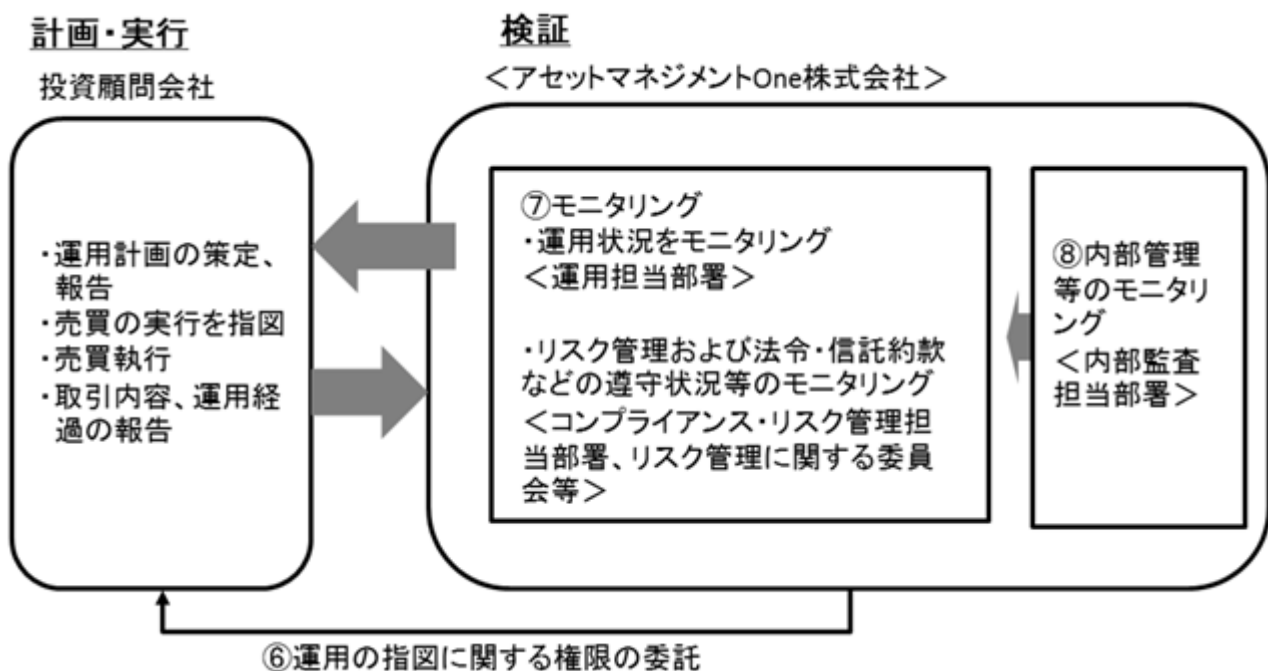 計画・実行
投資顧問会社
・運用計画の策定、
報告
・売買の実行を指図
・売買執行
・取引内容、運用経
過の報告
検証
＜アセットマネジメントOne株式会社＞
⑦モニタリング
・運用状況をモニタリング
＜運用担当部署＞
・リスク管理および法令・信託約款
などの遵守状況等のモニタリング
＜コンプライアンス・リスク管理担
当部署、リスク管理に関する委員
会等＞
⑧内部管理
等のモニタリ
ング
＜内部監査
担当部署＞
⑥運用の指図に関する権限の委託